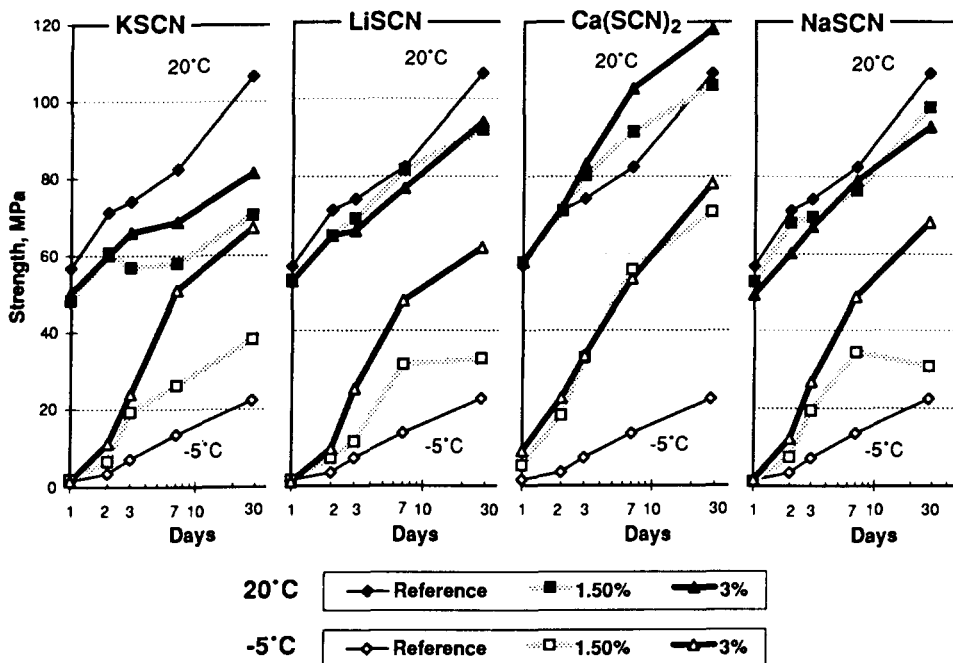 KSCN LiSCN Ca(SCN)2 NaSCN
120
20°C 20°C 20°C 20°C
100
80
Strength, MPa
60
40
20
-5°C -5°C -5°C -5°C
0
1 2 3 7 10 30 1 2 3 7 10 30 1 2 3 7 10 30 1 2 3 7 10 30
Days Days Days Days
20°C Reference 1.50% 3%
-5°C Reference 1.50% 3%